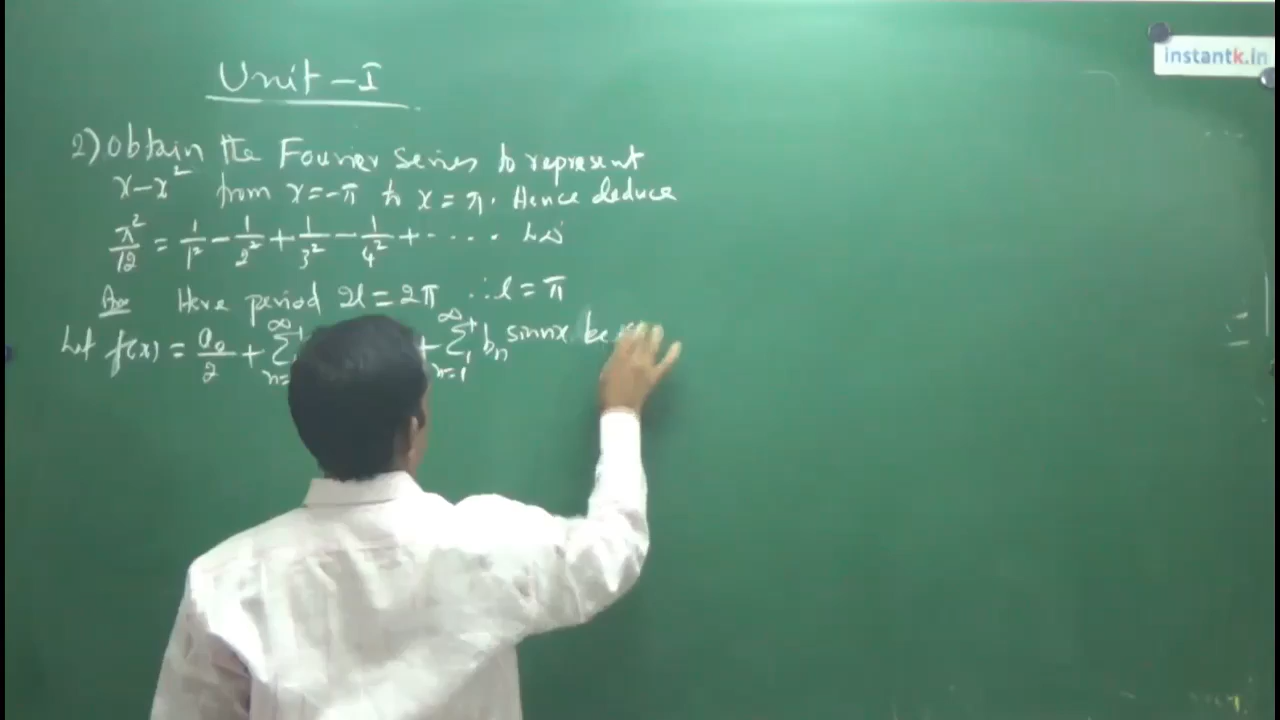 instantk.in
Unit - I
2) Obtain the Fourier Series to represent
x - x² from x = -π to x = π. Hence deduce
π²/12 = 1/1² - 1/2² + 1/3² - 1/4² + .....
Ans Here period 2l = 2π ∴ l = π
Let f(x) = a₀/2 + ∑ n= + ∑ n=1 ∞ bₙ sin nx be